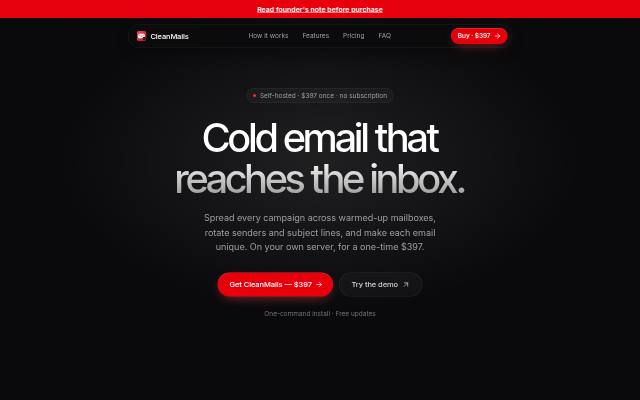 Read founder's note before purchase
CleanMails
How it works
Features
Pricing
FAQ
Buy · $397 →
Self-hosted · $397 once · no subscription
Cold email that
reaches the inbox.
Spread every campaign across warmed-up mailboxes,
rotate senders and subject lines, and make each email
unique. On your own server, for a one-time $397.
Get CleanMails — $397 →
Try the demo ↗
One-command install · Free updates